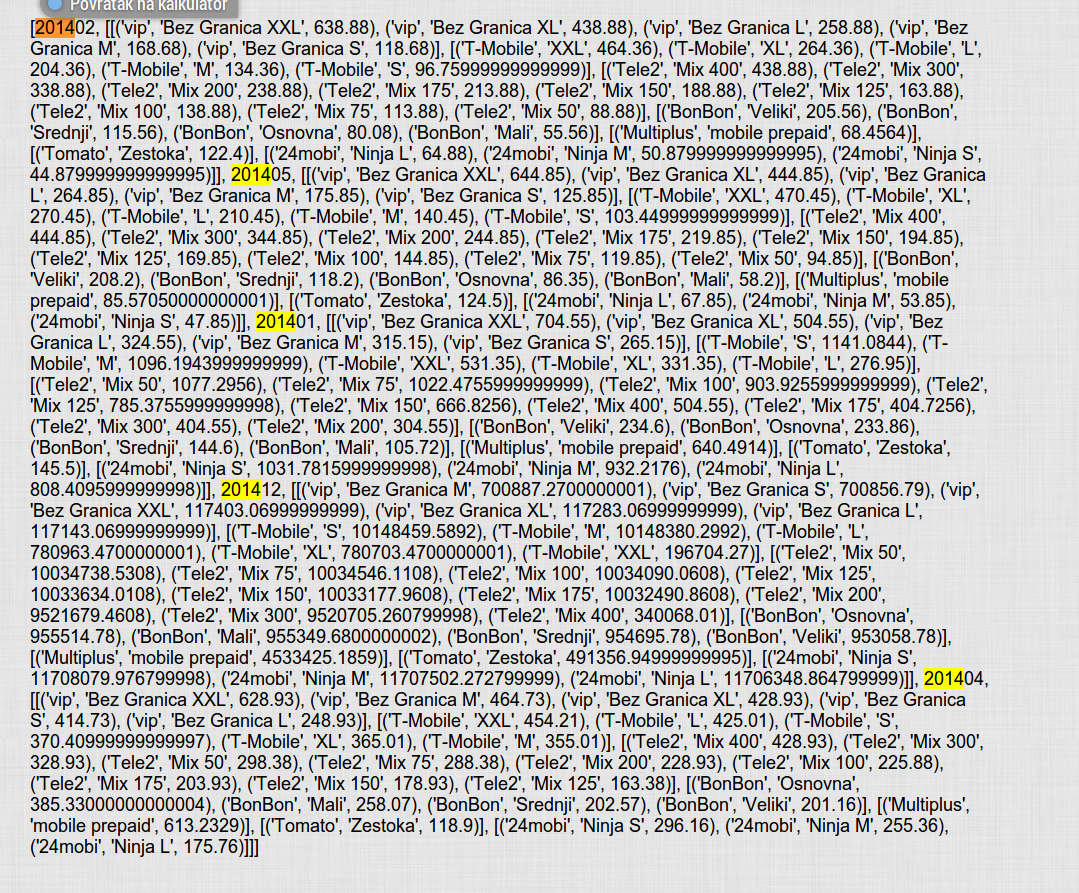 Povratak na kalkulator
[201402, [[('vip', 'Bez Granica XXL', 638.88), ('vip', 'Bez Granica XL', 438.88), ('vip', 'Bez Granica L', 258.88), ('vip', 'Bez
Granica M', 168.68), ('vip', 'Bez Granica S', 118.68)], [('T-Mobile', 'XXL', 464.36), ('T-Mobile', 'XL', 264.36), ('T-Mobile', 'L',
204.36), ('T-Mobile', 'M', 134.36), ('T-Mobile', 'S', 96.75999999999999)], [('Tele2', 'Mix 400', 438.88), ('Tele2', 'Mix 300',
338.88), ('Tele2', 'Mix 200', 238.88), ('Tele2', 'Mix 175', 213.88), ('Tele2', 'Mix 150', 188.88), ('Tele2', 'Mix 125', 163.88),
('Tele2', 'Mix 100', 138.88), ('Tele2', 'Mix 75', 113.88), ('Tele2', 'Mix 50', 88.88)], [('BonBon', 'Veliki', 205.56), ('BonBon',
'Srednji', 115.56), ('BonBon', 'Osnovna', 80.08), ('BonBon', 'Mali', 55.56)], [('Multiplus', 'mobile prepaid', 68.4564)],
[('Tomato', 'Zestoka', 122.4)], [('24mobi', 'Ninja L', 64.88), ('24mobi', 'Ninja M', 50.879999999999995), ('24mobi', 'Ninja S',
44.879999999999995)]], 201405, [[('vip', 'Bez Granica XXL', 644.85), ('vip', 'Bez Granica XL', 444.85), ('vip', 'Bez Granica
L', 264.85), ('vip', 'Bez Granica M', 175.85), ('vip', 'Bez Granica S', 125.85)], [('T-Mobile', 'XXL', 470.45), ('T-Mobile', 'XL',
270.45), ('T-Mobile', 'L', 210.45), ('T-Mobile', 'M', 140.45), ('T-Mobile', 'S', 103.44999999999999)], [('Tele2', 'Mix 400',
444.85), ('Tele2', 'Mix 300', 344.85), ('Tele2', 'Mix 200', 244.85), ('Tele2', 'Mix 175', 219.85), ('Tele2', 'Mix 150', 194.85),
('Tele2', 'Mix 125', 169.85), ('Tele2', 'Mix 100', 144.85), ('Tele2', 'Mix 75', 119.85), ('Tele2', 'Mix 50', 94.85)], [('BonBon',
'Veliki', 208.2), ('BonBon', 'Srednji', 118.2), ('BonBon', 'Osnovna', 86.35), ('BonBon', 'Mali', 58.2)], [('Multiplus', 'mobile
prepaid', 85.57050000000001)], [('Tomato', 'Zestoka', 124.5)], [('24mobi', 'Ninja L', 67.85), ('24mobi', 'Ninja M', 53.85),
('24mobi', 'Ninja S', 47.85)]], 201401, [[('vip', 'Bez Granica XXL', 704.55), ('vip', 'Bez Granica XL', 504.55), ('vip', 'Bez
Granica L', 324.55), ('vip', 'Bez Granica M', 315.15), ('vip', 'Bez Granica S', 265.15)], [('T-Mobile', 'S', 1141.0844), ('T-
Mobile', 'M', 1096.1943999999999), ('T-Mobile', 'XXL', 531.35), ('T-Mobile', 'XL', 331.35), ('T-Mobile', 'L', 276.95)],
[('Tele2', 'Mix 50', 1077.2956), ('Tele2', 'Mix 75', 1022.4755999999999), ('Tele2', 'Mix 100', 903.9255999999999), ('Tele2',
'Mix 125', 785.3755999999998), ('Tele2', 'Mix 150', 666.8256), ('Tele2', 'Mix 400', 504.55), ('Tele2', 'Mix 175', 404.7256),
('Tele2', 'Mix 300', 404.55), ('Tele2', 'Mix 200', 304.55)], [('BonBon', 'Veliki', 234.6), ('BonBon', 'Osnovna', 233.86),
('BonBon', 'Srednji', 144.6), ('BonBon', 'Mali', 105.72)], [('Multiplus', 'mobile prepaid', 640.4914)], [('Tomato', 'Zestoka',
145.5)], [('24mobi', 'Ninja S', 1031.7815999999998), ('24mobi', 'Ninja M', 932.2176), ('24mobi', 'Ninja L',
808.4095999999998)]], 201412, [[('vip', 'Bez Granica M', 700887.2700000001), ('vip', 'Bez Granica S', 700856.79), ('vip',
'Bez Granica XXL', 117403.06999999999), ('vip', 'Bez Granica XL', 117283.06999999999), ('vip', 'Bez Granica L',
117143.06999999999)], [('T-Mobile', 'S', 10148459.5892), ('T-Mobile', 'M', 10148380.2992), ('T-Mobile', 'L',
780963.4700000001), ('T-Mobile', 'XL', 780703.4700000001), ('T-Mobile', 'XXL', 196704.27)], [('Tele2', 'Mix 50',
10034738.5308), ('Tele2', 'Mix 75', 10034546.1108), ('Tele2', 'Mix 100', 10034090.0608), ('Tele2', 'Mix 125',
10033634.0108), ('Tele2', 'Mix 150', 10033177.9608), ('Tele2', 'Mix 175', 10032490.8608), ('Tele2', 'Mix 200',
9521679.4608), ('Tele2', 'Mix 300', 9520705.260799998), ('Tele2', 'Mix 400', 340068.01)], [('BonBon', 'Osnovna',
955514.78), ('BonBon', 'Mali', 955349.6800000002), ('BonBon', 'Srednji', 954695.78), ('BonBon', 'Veliki', 953058.78)],
[('Multiplus', 'mobile prepaid', 4533425.1859)], [('Tomato', 'Zestoka', 491356.94999999995)], [('24mobi', 'Ninja S',
11708079.976799998), ('24mobi', 'Ninja M', 11707502.272799999), ('24mobi', 'Ninja L', 11706348.864799999)]], 201404,
[[('vip', 'Bez Granica XXL', 628.93), ('vip', 'Bez Granica M', 464.73), ('vip', 'Bez Granica XL', 428.93), ('vip', 'Bez Granica
S', 414.73), ('vip', 'Bez Granica L', 248.93)], [('T-Mobile', 'XXL', 454.21), ('T-Mobile', 'L', 425.01), ('T-Mobile', 'S',
370.40999999999997), ('T-Mobile', 'XL', 365.01), ('T-Mobile', 'M', 355.01)], [('Tele2', 'Mix 400', 428.93), ('Tele2', 'Mix 300',
328.93), ('Tele2', 'Mix 50', 298.38), ('Tele2', 'Mix 75', 288.38), ('Tele2', 'Mix 200', 228.93), ('Tele2', 'Mix 100', 225.88),
('Tele2', 'Mix 175', 203.93), ('Tele2', 'Mix 150', 178.93), ('Tele2', 'Mix 125', 163.38)], [('BonBon', 'Osnovna',
385.33000000000004), ('BonBon', 'Mali', 258.07), ('BonBon', 'Srednji', 202.57), ('BonBon', 'Veliki', 201.16)], [('Multiplus',
'mobile prepaid', 613.2329)], [('Tomato', 'Zestoka', 118.9)], [('24mobi', 'Ninja S', 296.16), ('24mobi', 'Ninja M', 255.36),
('24mobi', 'Ninja L', 175.76)]]]